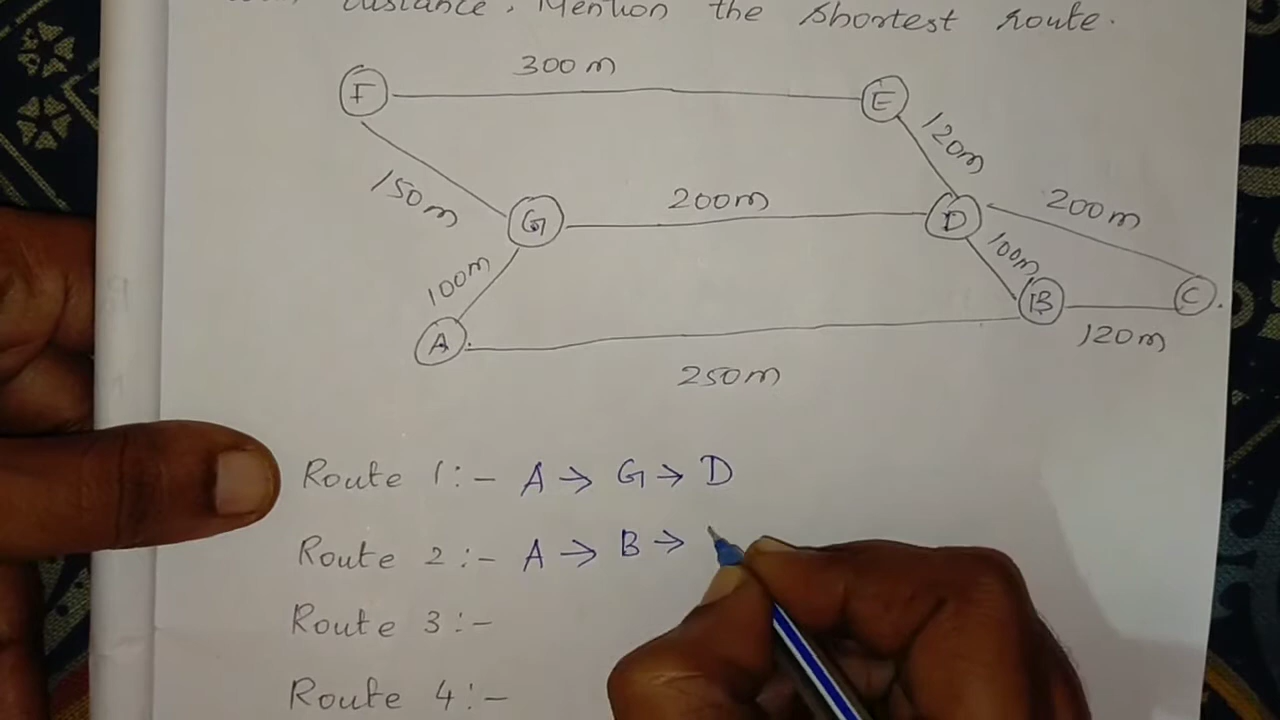 distance. Mention the shortest route.
300 m
F
E
120m
150m
G
200m
D
200m
100m
100m
B
C
A
120m
250m
Route 1:- A → G → D
Route 2:- A → B →
Route 3:-
Route 4:-